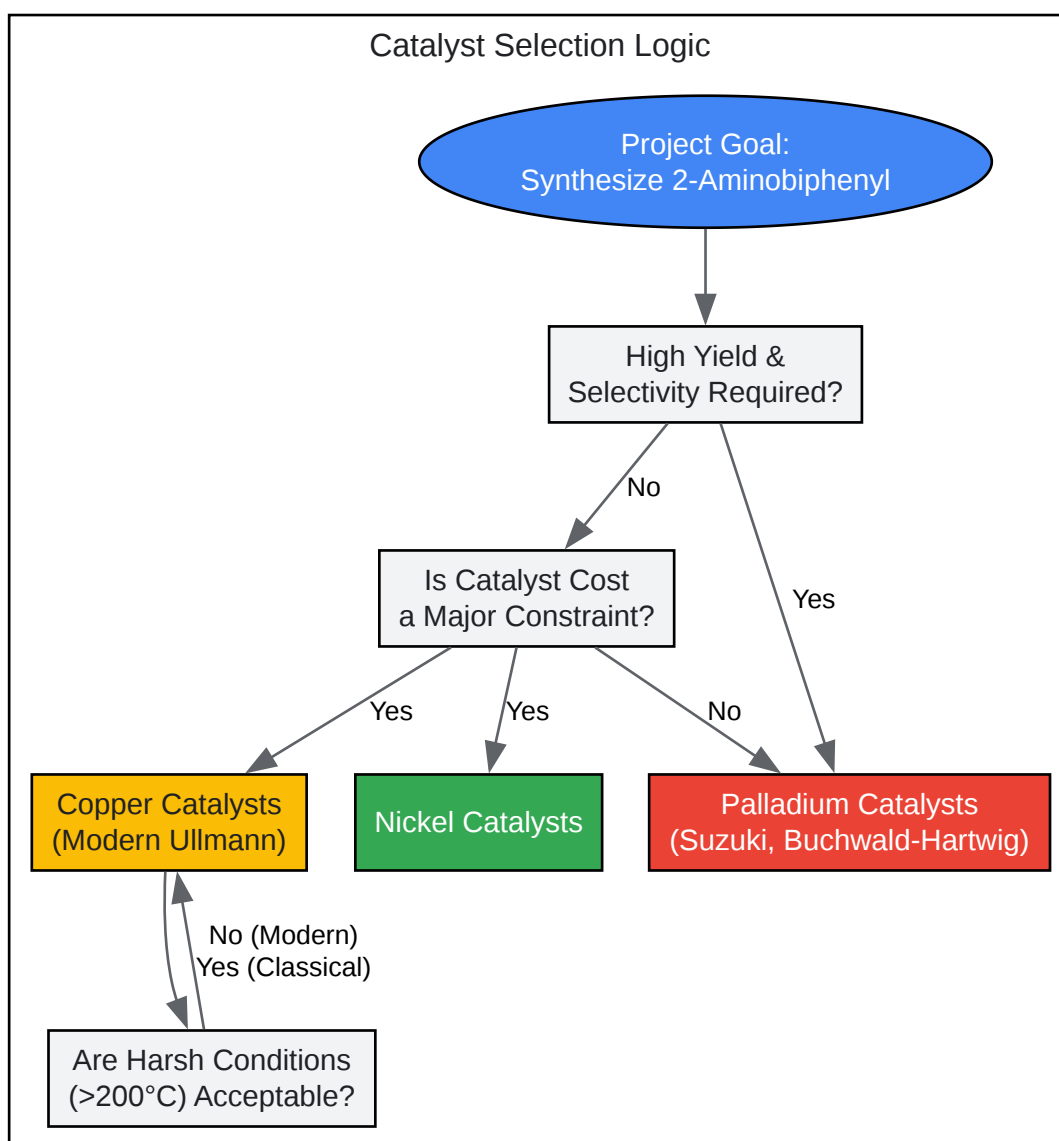 Catalyst Selection Logic
Project Goal:
Synthesize 2-Aminobiphenyl
High Yield &
Selectivity Required?
No
Yes
Is Catalyst Cost
a Major Constraint?
Yes
Yes
No
Copper Catalysts
(Modern Ullmann)
Nickel Catalysts
Palladium Catalysts
(Suzuki, Buchwald-Hartwig)
No (Modern)
Yes (Classical)
Are Harsh Conditions
(>200°C) Acceptable?